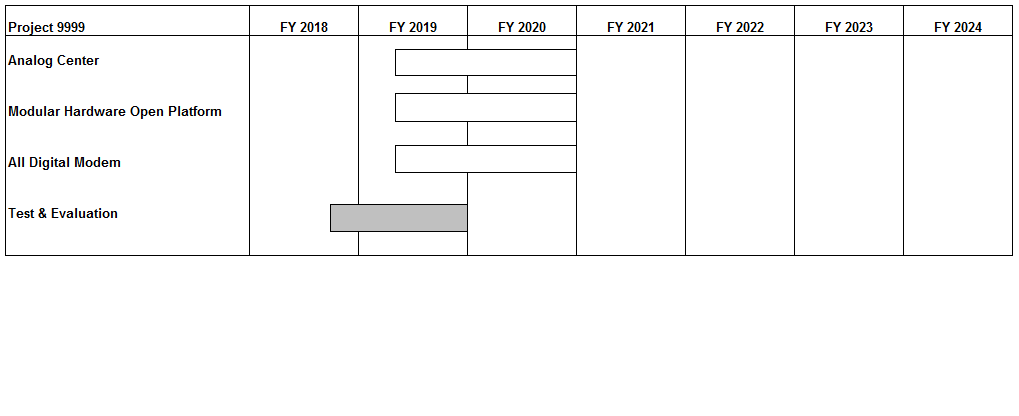 Project 9999 FY 2018 FY 2019 FY 2020 FY 2021 FY 2022 FY 2023 FY 2024
Analog Center
Modular Hardware Open Platform
All Digital Modem
Test & Evaluation